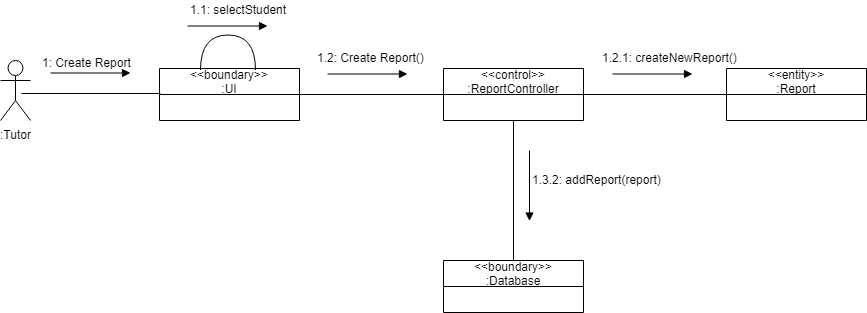 1.1: selectStudent
1: Create Report
1.2: Create Report()
1.2.1: createNewReport()
<<boundary>>
:UI
<<control>>
:ReportController
<<entity>>
:Report
:Tutor
1.3.2: addReport(report)
<<boundary>>
:Database